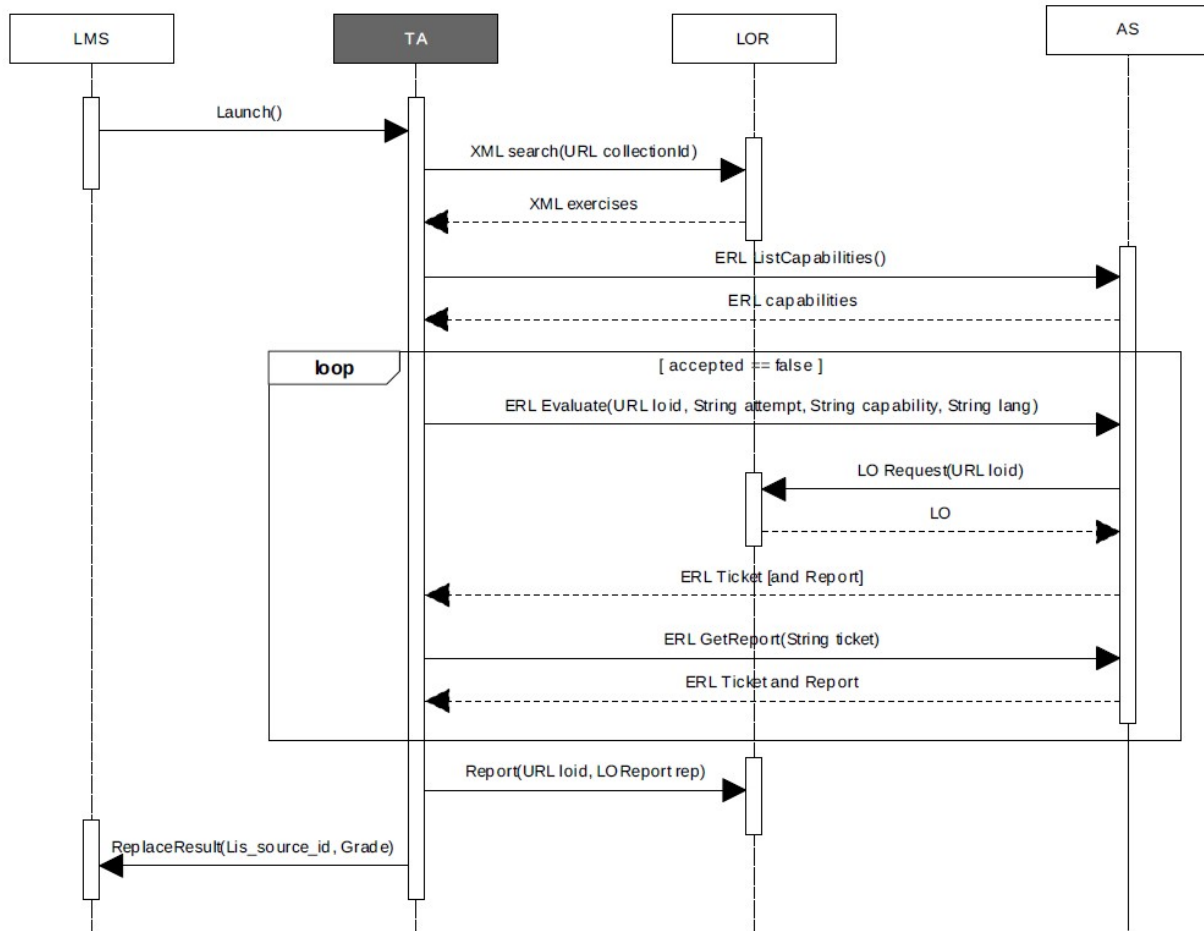 LMS
TA
LOR
AS
Launch()
XML search(URL collectionId)
XML exercises
ERL ListCapabilities()
ERL capabilities
loop
[ accepted == false ]
ERL Evaluate(URL loid, String attempt, String capability, String lang)
LO Request(URL loid)
LO
ERL Ticket [and Report]
ERL GetReport(String ticket)
ERL Ticket and Report
Report(URL loid, LOReport rep)
ReplaceResult(Lis_source_id, Grade)